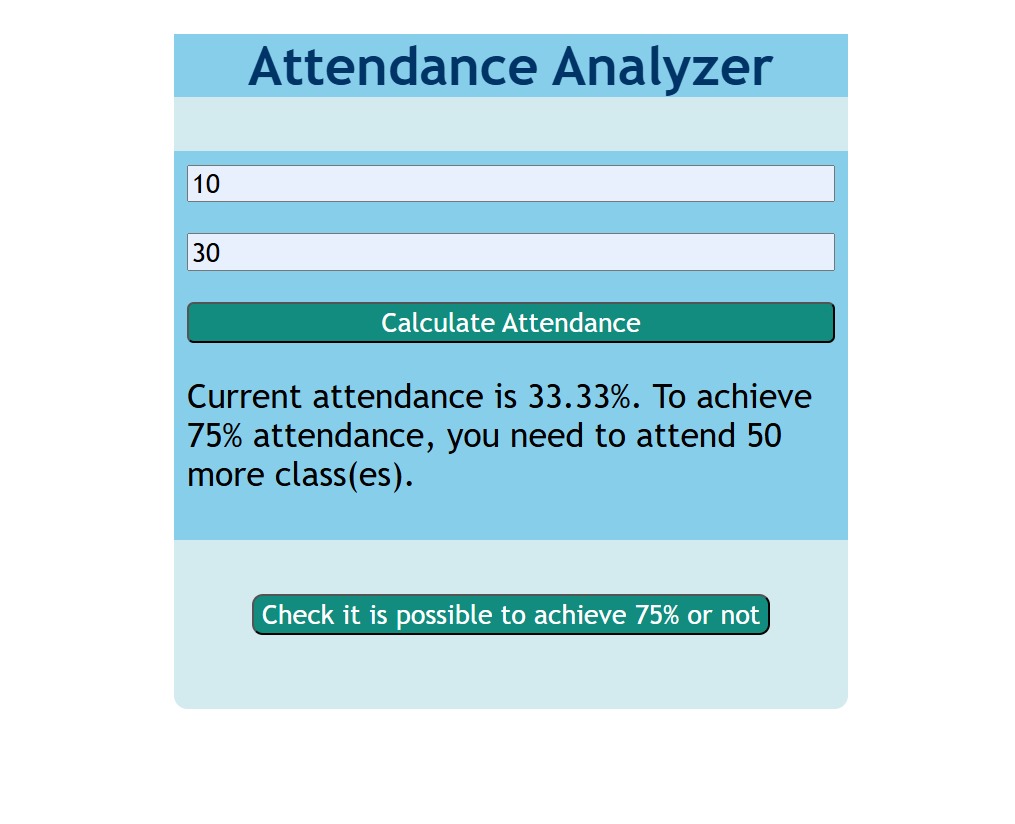 Attendance Analyzer
10
30
Calculate Attendance
Current attendance is 33.33%. To achieve
75% attendance, you need to attend 50
more class(es).
Check it is possible to achieve 75% or not